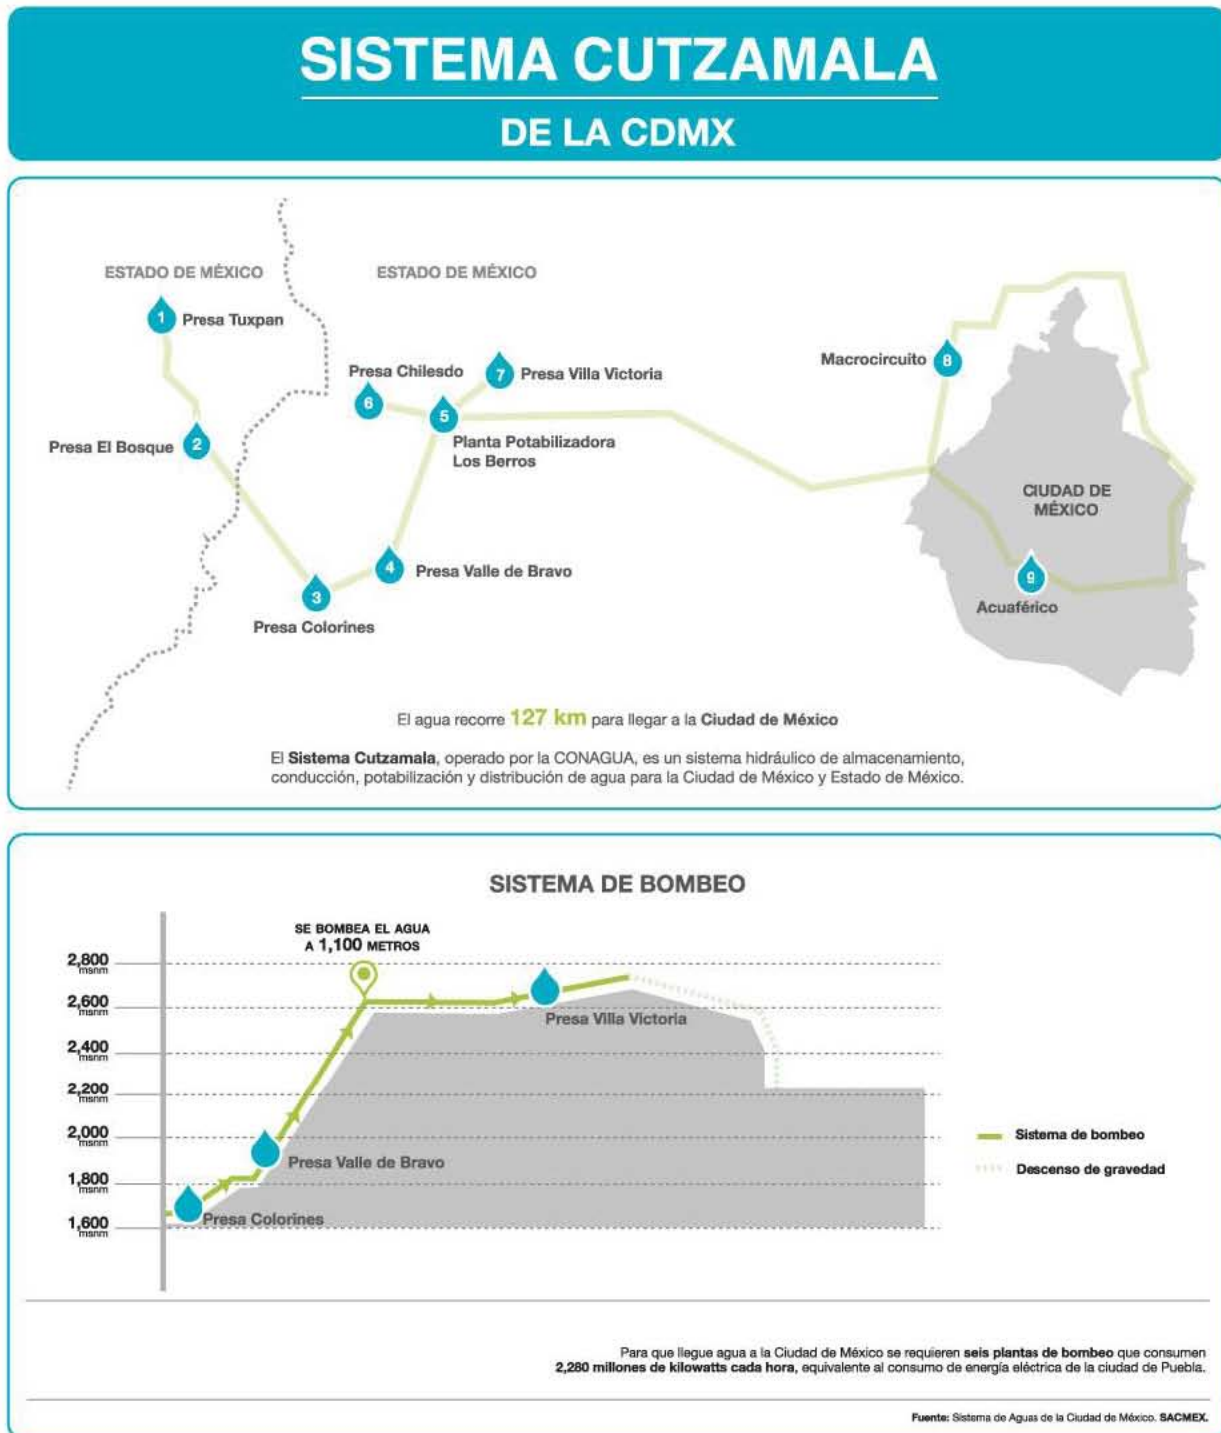 SISTEMA CUTZAMALA
DE LA CDMX
ESTADO DE MÉXICO
ESTADO DE MÉXICO
1
Presa Tuxpan
Presa El Bosque
2
3
Presa Colorines
4
Presa Valle de Bravo
5
Planta Potabilizadora
Los Berros
Presa Chilesdo
6
7
Presa Villa Victoria
Macrocircuito
8
CIUDAD DE
MÉXICO
9
Acuaférico
El agua recorre 127 km para llegar a la Ciudad de México
El Sistema Cutzamala, operado por la CONAGUA, es un sistema hidráulico de almacenamiento,
conducción, potabilización y distribución de agua para la Ciudad de México y Estado de México.
SISTEMA DE BOMBEO
SE BOMBEA EL AGUA
A 1,100 METROS
2,800
msnm
2,600
msnm
2,400
msnm
2,200
msnm
2,000
msnm
1,800
msnm
1,600
msnm
Presa Villa Victoria
Presa Valle de Bravo
Presa Colorines
Sistema de bombeo
Descenso de gravedad
Para que llegue agua a la Ciudad de México se requieren seis plantas de bombeo que consumen
2,280 millones de kilowatts cada hora, equivalente al consumo de energía eléctrica de la ciudad de Puebla.
Fuente: Sistema de Aguas de la Ciudad de México. SACMEX.